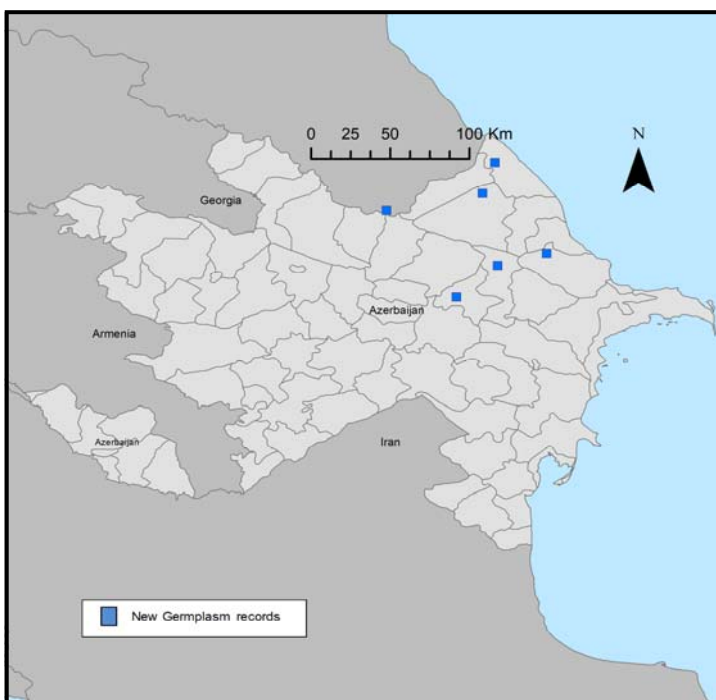 0 25 50 100 Km
N
Georgia
Azerbaijan
Armenia
Azerbaijan
Iran
New Germplasm records